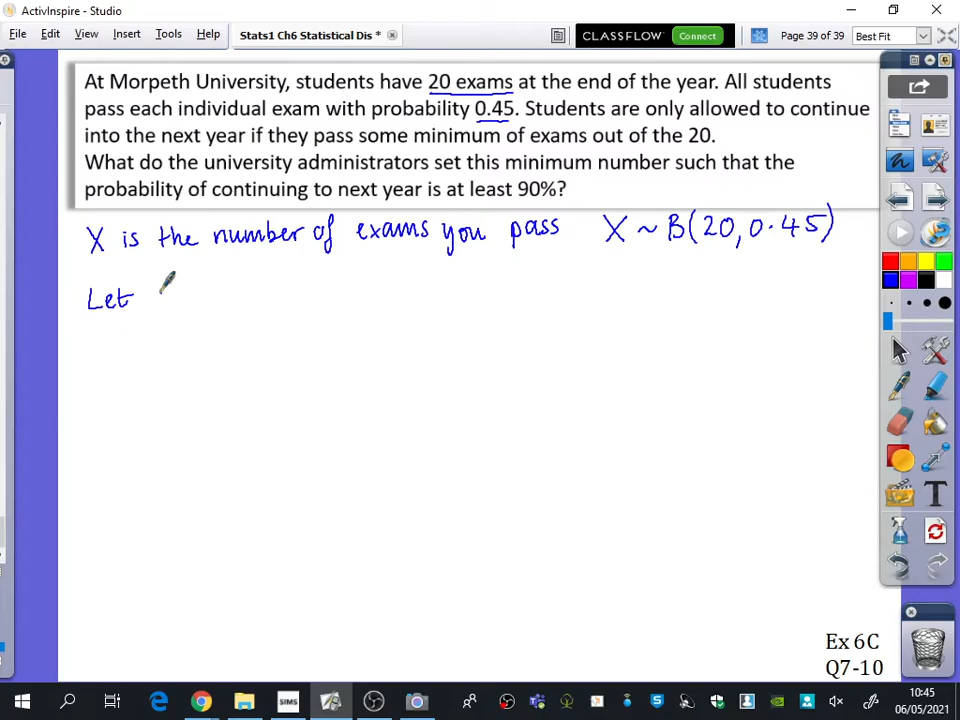 ActivInspire - Studio
File Edit View Insert Tools Help Stats1 Ch6 Statistical Dis * CLASSFLOW Connect Page 39 of 39 Best Fit
At Morpeth University, students have 20 exams at the end of the year. All students
pass each individual exam with probability 0.45. Students are only allowed to continue
into the next year if they pass some minimum of exams out of the 20.
What do the university administrators set this minimum number such that the
probability of continuing to next year is at least 90%?
X is the number of exams you pass X ~ B(20, 0.45)
Let
Ex 6C
Q7-10
SIMS
10:45
06/05/2021